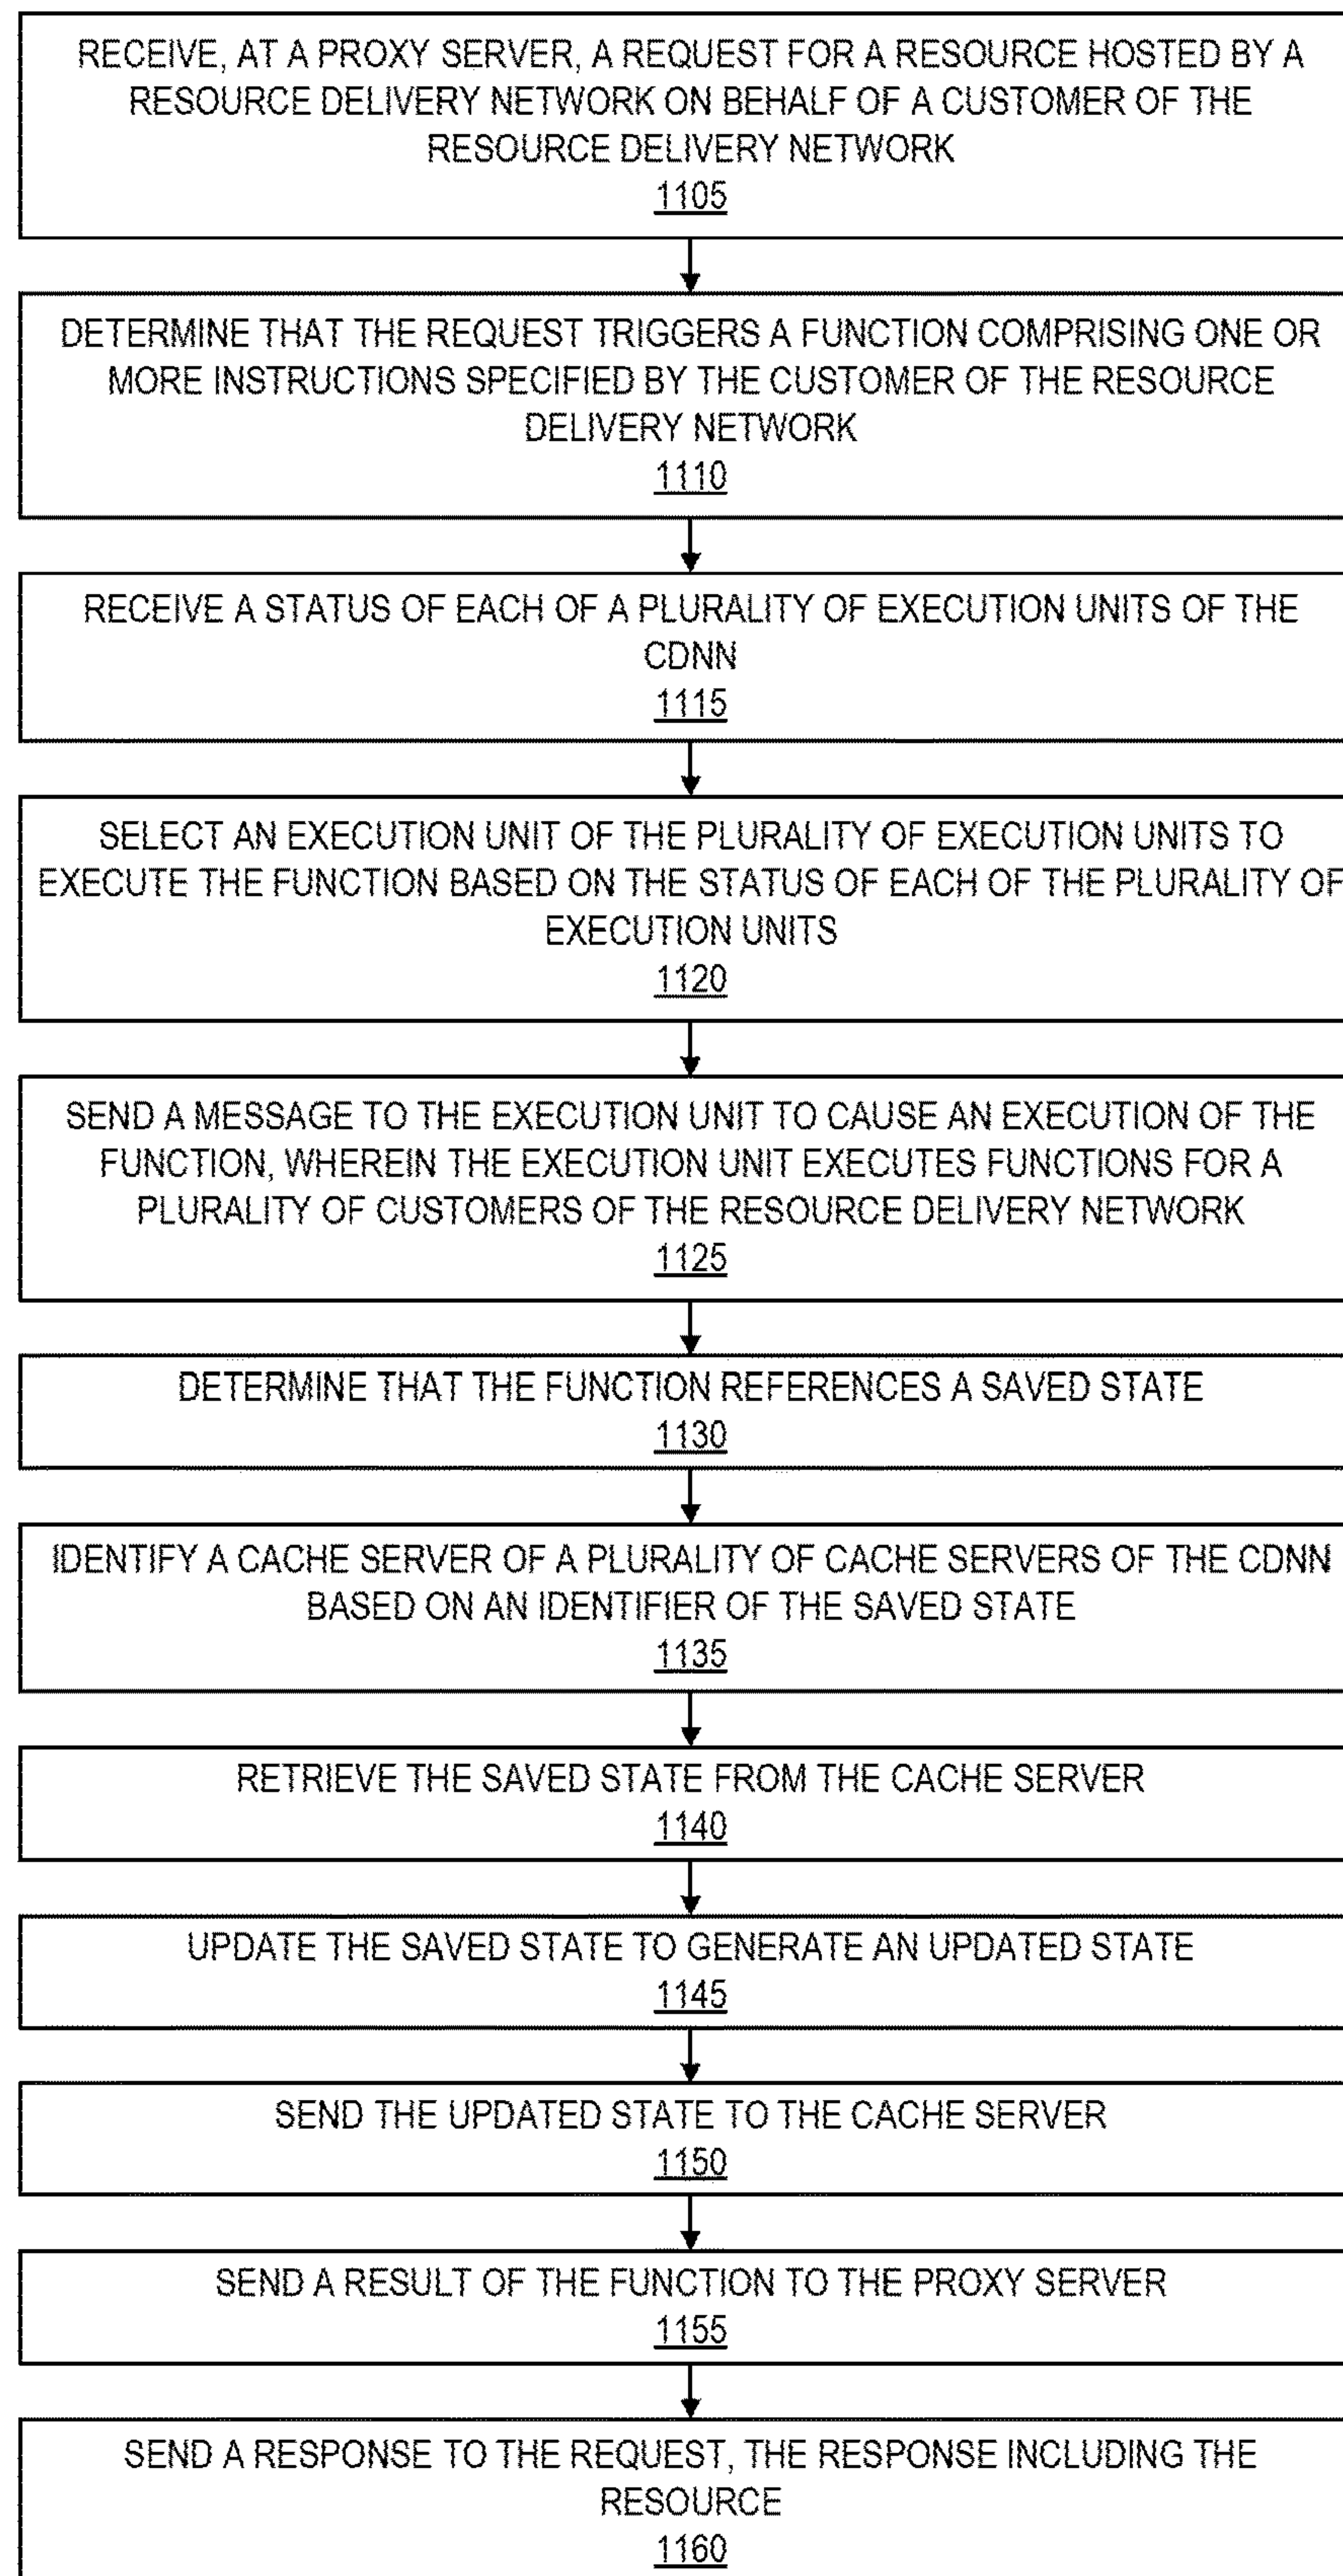 RECEIVE, AT A PROXY SERVER, A REQUEST FOR A RESOURCE HOSTED BY A
RESOURCE DELIVERY NETWORK ON BEHALF OF A CUSTOMER OF THE
RESOURCE DELIVERY NETWORK
1105
DETERMINE THAT THE REQUEST TRIGGERS A FUNCTION COMPRISING ONE OR
MORE INSTRUCTIONS SPECIFIED BY THE CUSTOMER OF THE RESOURCE
DELIVERY NETWORK
1110
RECEIVE A STATUS OF EACH OF A PLURALITY OF EXECUTION UNITS OF THE
CDNN
1115
SELECT AN EXECUTION UNIT OF THE PLURALITY OF EXECUTION UNITS TO
EXECUTE THE FUNCTION BASED ON THE STATUS OF EACH OF THE PLURALITY OF
EXECUTION UNITS
1120
SEND A MESSAGE TO THE EXECUTION UNIT TO CAUSE AN EXECUTION OF THE
FUNCTION, WHEREIN THE EXECUTION UNIT EXECUTES FUNCTIONS FOR A
PLURALITY OF CUSTOMERS OF THE RESOURCE DELIVERY NETWORK
1125
DETERMINE THAT THE FUNCTION REFERENCES A SAVED STATE
1130
IDENTIFY A CACHE SERVER OF A PLURALITY OF CACHE SERVERS OF THE CDNN
BASED ON AN IDENTIFIER OF THE SAVED STATE
1135
RETRIEVE THE SAVED STATE FROM THE CACHE SERVER
1140
UPDATE THE SAVED STATE TO GENERATE AN UPDATED STATE
1145
SEND THE UPDATED STATE TO THE CACHE SERVER
1150
SEND A RESULT OF THE FUNCTION TO THE PROXY SERVER
1155
SEND A RESPONSE TO THE REQUEST, THE RESPONSE INCLUDING THE
RESOURCE
1160